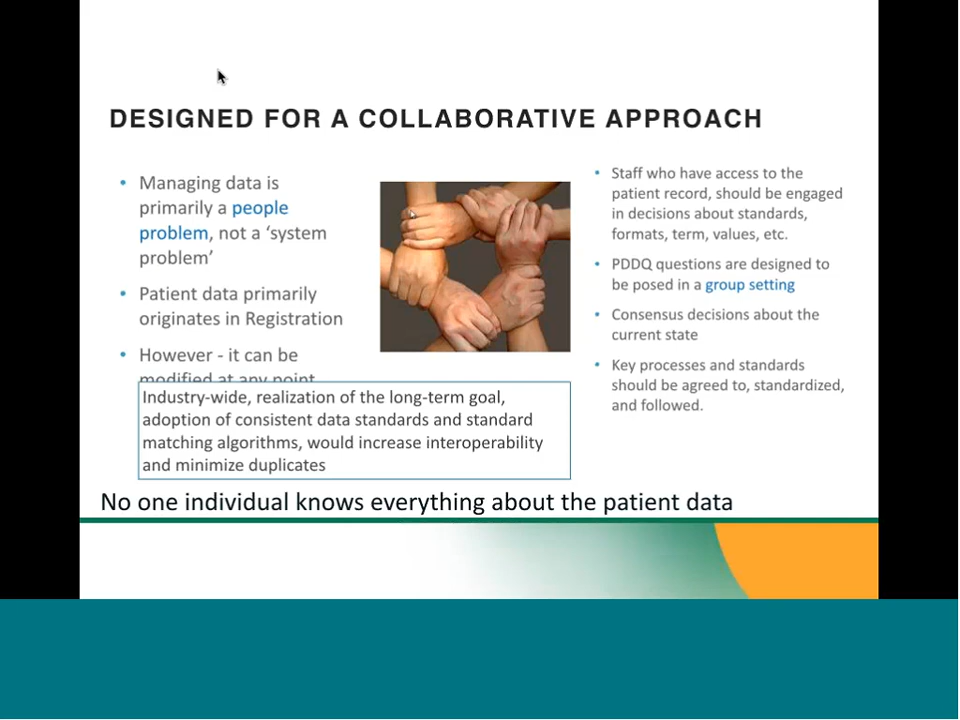 DESIGNED FOR A COLLABORATIVE APPROACH
• Managing data is
primarily a people
problem, not a ‘system
problem’
• Patient data primarily
originates in Registration
• However - it can be
modified at any point
Industry-wide, realization of the long-term goal,
adoption of consistent data standards and standard
matching algorithms, would increase interoperability
and minimize duplicates
• Staff who have access to the
patient record, should be engaged
in decisions about standards,
formats, term, values, etc.
• PDDQ questions are designed to
be posed in a group setting
• Consensus decisions about the
current state
• Key processes and standards
should be agreed to, standardized,
and followed.
No one individual knows everything about the patient data